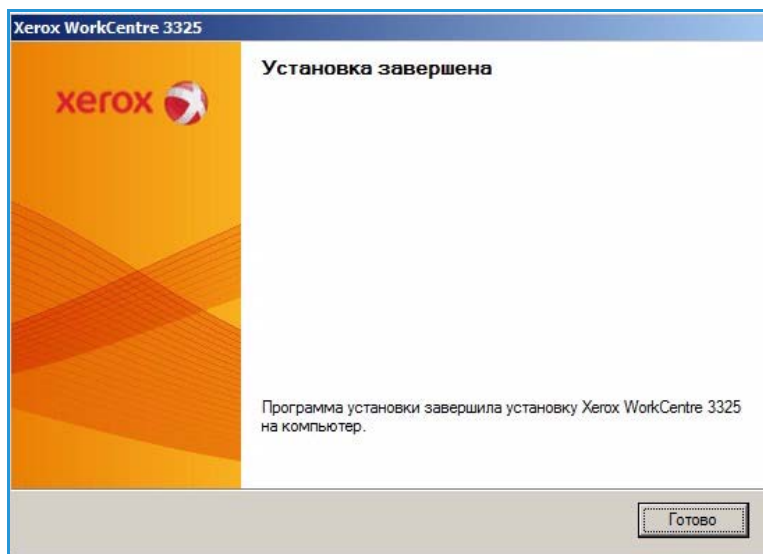 Xerox WorkCentre 3325
xerox
Установка завершена
Программа установки завершила установку Xerox WorkCentre 3325
на компьютер.
Готово